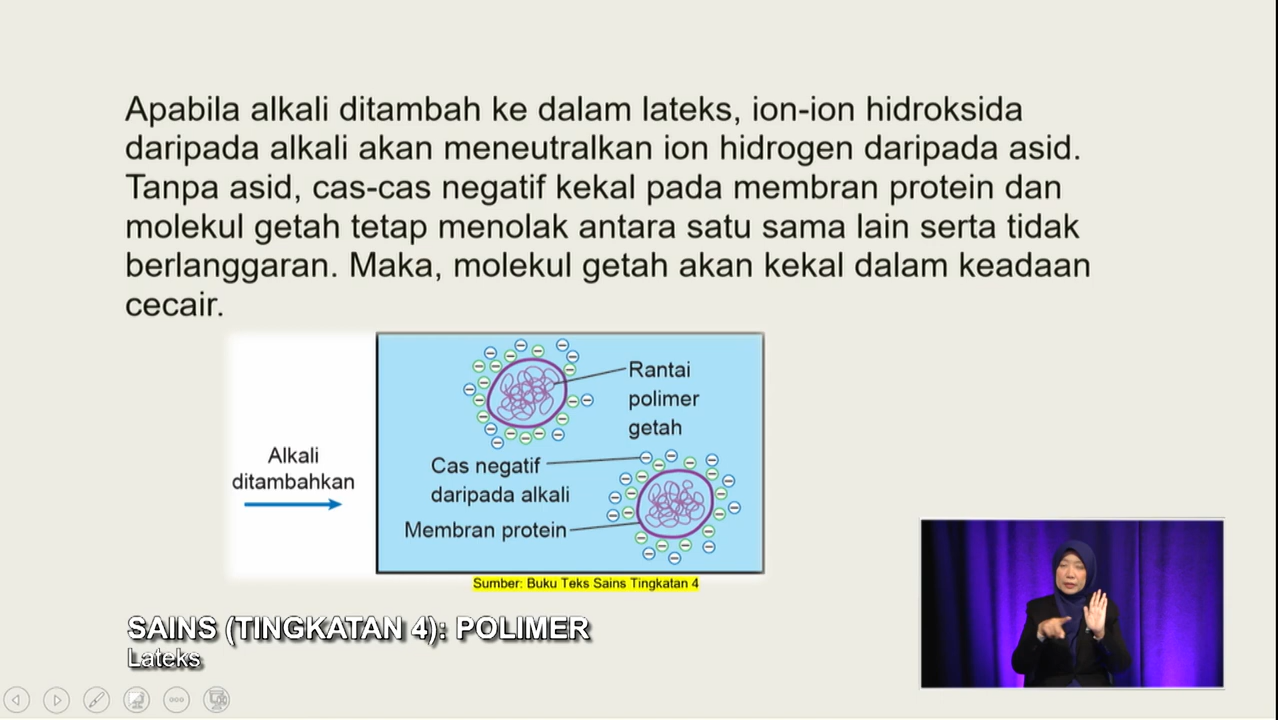 Apabila alkali ditambah ke dalam lateks, ion-ion hidroksida
daripada alkali akan meneutralkan ion hidrogen daripada asid.
Tanpa asid, cas-cas negatif kekal pada membran protein dan
molekul getah tetap menolak antara satu sama lain serta tidak
berlanggaran. Maka, molekul getah akan kekal dalam keadaan
cecair.
Alkali
ditambahkan
Rantai
polimer
getah
Cas negatif
daripada alkali
Membran protein
Sumber: Buku Teks Sains Tingkatan 4
SAINS (TINGKATAN 4): POLIMER
Lateks